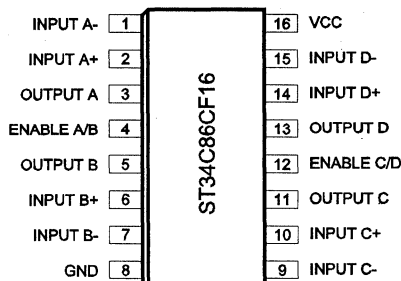 INPUT A- 1
INPUT A+ 2
OUTPUT A 3
ENABLE A/B 4
OUTPUT B 5
INPUT B+ 6
INPUT B- 7
GND 8
ST34C86CF16
16 VCC
15 INPUT D-
14 INPUT D+
13 OUTPUT D
12 ENABLE C/D
11 OUTPUT C
10 INPUT C+
9 INPUT C-